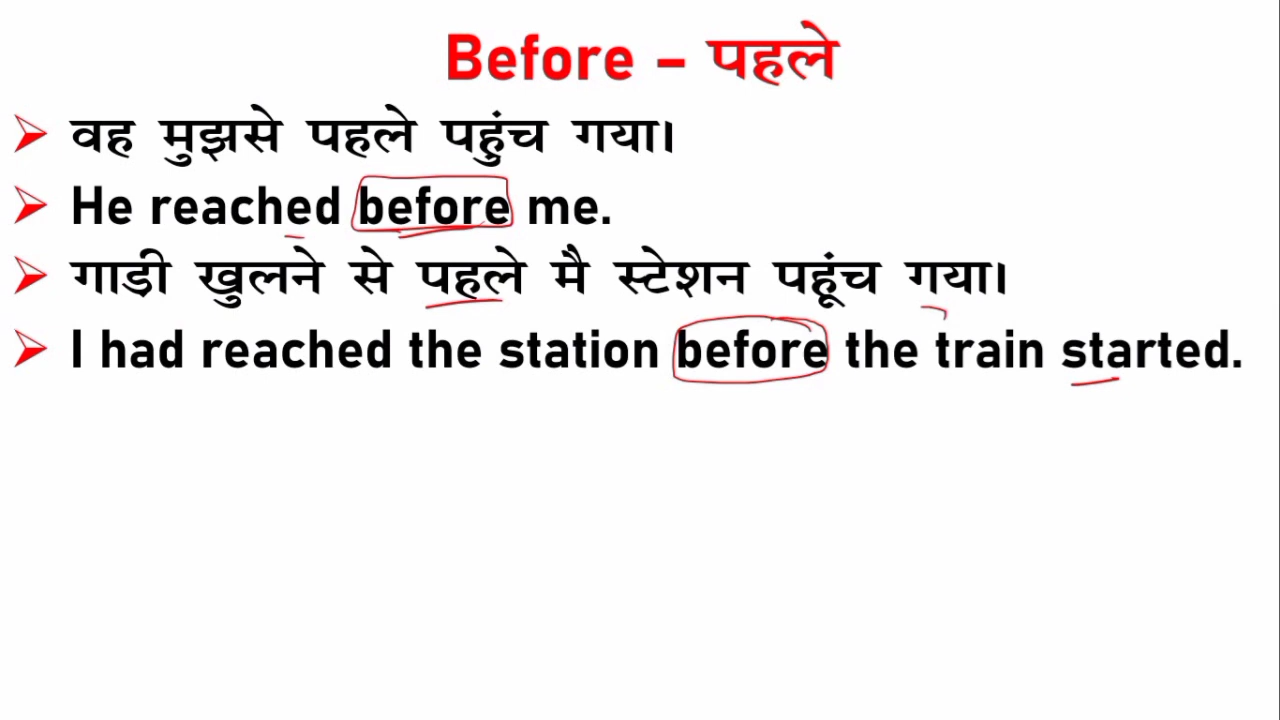 Before – पहले
वह मुझसे पहले पहुंच गया।
He reached before me.
गाड़ी खुलने से पहले मै स्टेशन पहूंच गया।
I had reached the station before the train started.